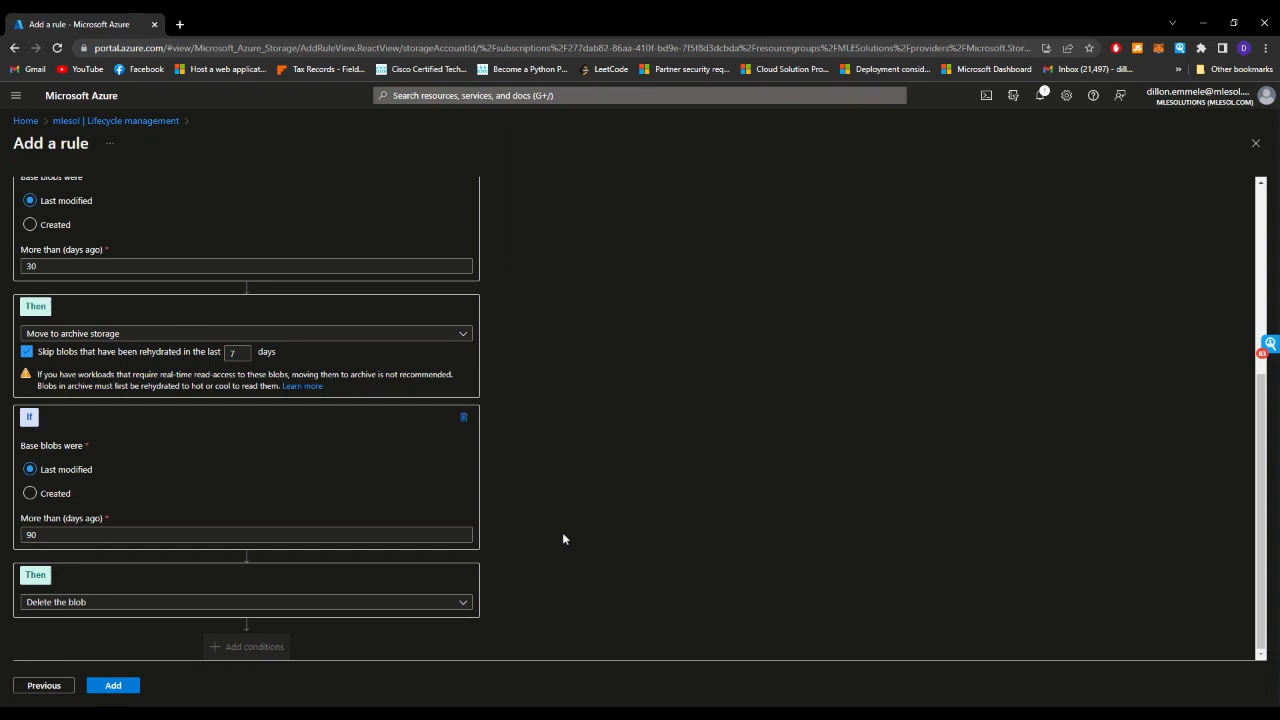 Add a rule - Microsoft Azure
portal.azure.com/#view/Microsoft_Azure_Storage/AddRuleView.ReactView/storageAccountId/%2Fsubscriptions%2F277dab82-86aa-410f-bd9e-7f5f8d3dcbda%2Fresourcegroups%2FMLESolutions%2Fproviders%2FMicrosoft.Stor...
D
Gmail YouTube Facebook Host a web applicat... Tax Records - Field... Cisco Certified Tech... Become a Python P... LeetCode Partner security req... Cloud Solution Pro... Deployment consid... Microsoft Dashboard Inbox (21,497) - dill... » Other bookmarks
Microsoft Azure
Search resources, services, and docs (G+/)
1
dillon.emmele@mlesol....
MLESOLUTIONS (MLESOL.COM)
Home > mlesol | Lifecycle management >
Add a rule ...
Base blobs were
Last modified
Created
More than (days ago) *
30
Then
Move to archive storage
Skip blobs that have been rehydrated in the last 7 days
If you have workloads that require real-time read-access to these blobs, moving them to archive is not recommended.
Blobs in archive must first be rehydrated to hot or cool to read them. Learn more
83
If
Base blobs were *
Last modified
Created
More than (days ago) *
90
Then
Delete the blob
+ Add conditions
Previous Add